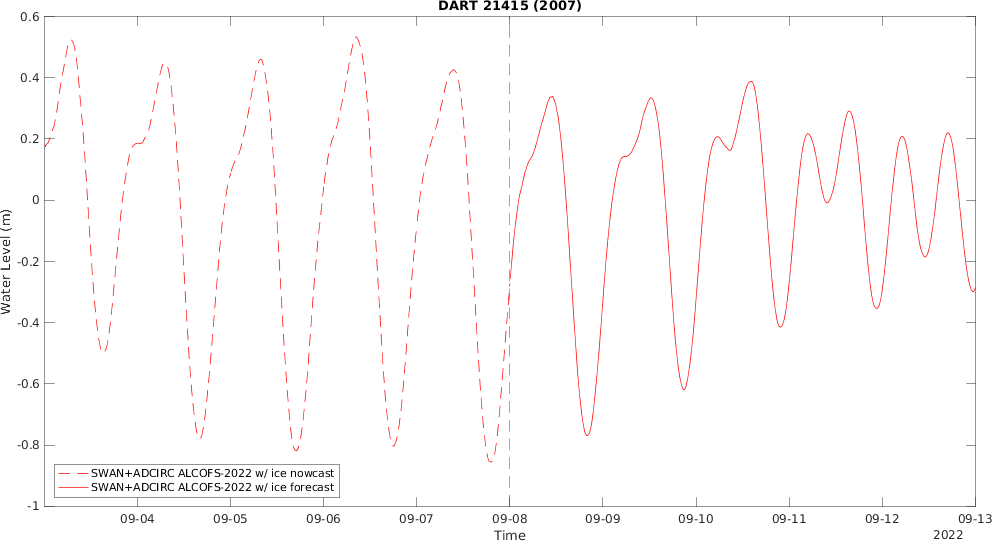 DART 21415 (2007)
Water Level (m)
0.6
0.4
0.2
0
-0.2
-0.4
-0.6
-0.8
-1
SWAN+ADCIRC ALCOFS-2022 w/ ice nowcast
SWAN+ADCIRC ALCOFS-2022 w/ ice forecast
09-04 09-05 09-06 09-07 09-08 09-09 09-10 09-11 09-12 09-13
Time
2022